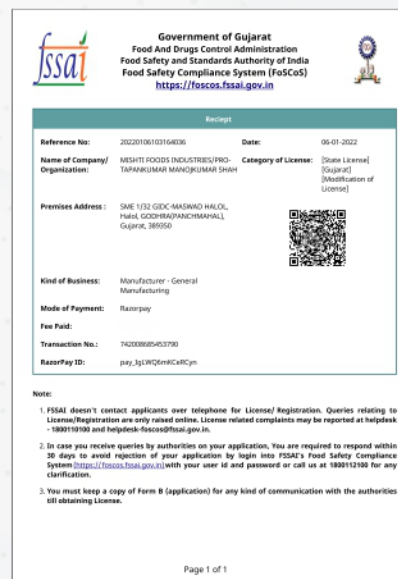 fssai
Government of Gujarat
Food And Drugs Control Administration
Food Safety and Standards Authority of India
Food Safety Compliance System (FoSCoS)
https://foscos.fssai.gov.in
Reciept
Reference No: 20220106103164036 Date: 06-01-2022
Name of Company/ Organization: MISHTI FOODS INDUSTRIES/PRO-
TAPANKUMAR MANOJKUMAR SHAH
Category of License: [State License]
[Gujarat]
[Modification of
License]
Premises Address : SME 1/32 GIDC-MASWAD HALOL,
Halol, GODHRA(PANCHMAHAL),
Gujarat, 389350
Kind of Business: Manufacturer - General
Manufacturing
Mode of Payment: Razorpay
Fee Paid:
Transaction No.: 742008685453790
RazorPay ID: pay_IgLWQ6mKCeRCyn
Note:
1. FSSAI doesn't contact applicants over telephone for License/ Registration. Queries relating to
License/Registration are only raised online. License related complaints may be reported at helpdesk
- 1800110100 and helpdesk-foscos@fssai.gov.in.
2. In case you receive queries by authorities on your application, You are required to respond within
30 days to avoid rejection of your application by login into FSSAI's Food Safety Compliance
System (https://foscos.fssai.gov.in) with your user id and password or call us at 1800112100 for any
clarification.
3. You must keep a copy of Form B (application) for any kind of communication with the authorities
till obtaining License.
Page 1 of 1